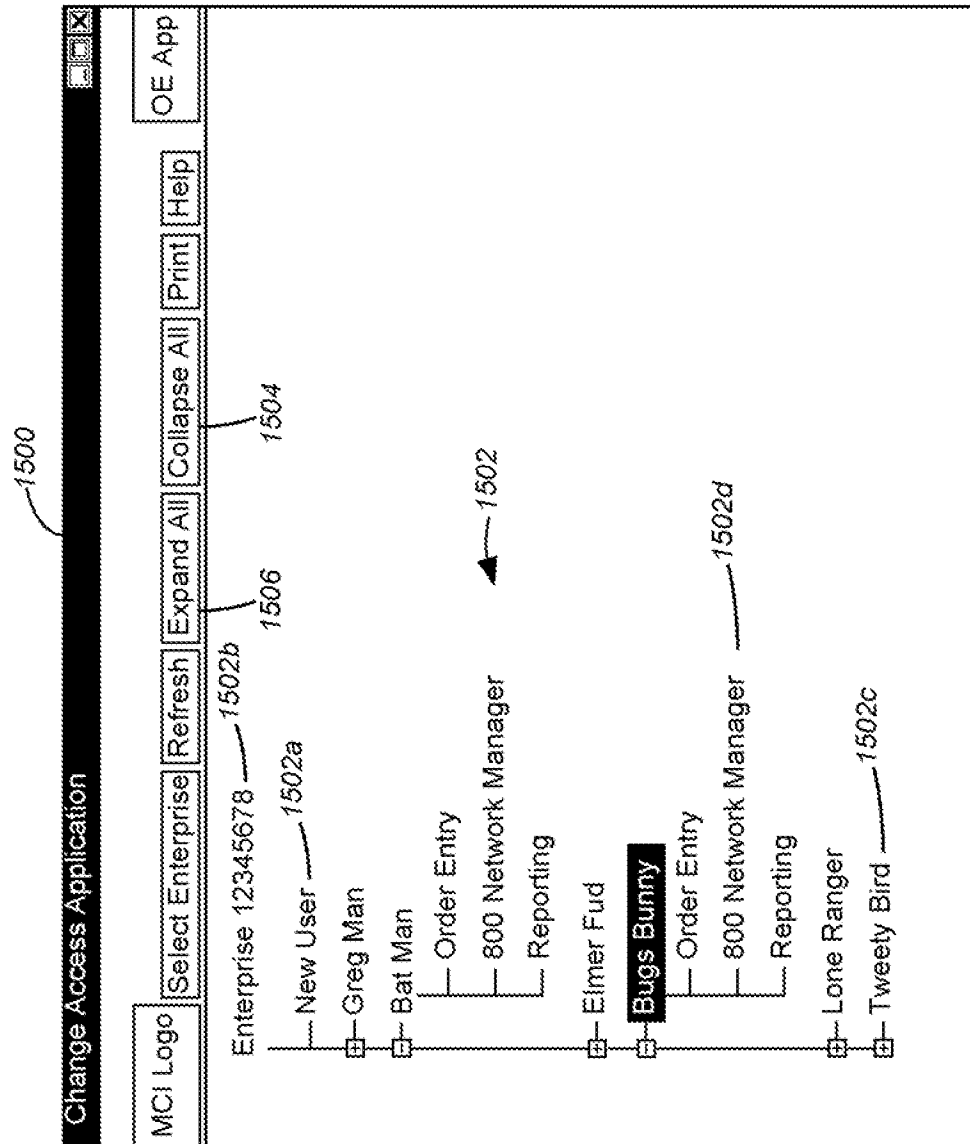 1500
Change Access Application
MCI Logo Select Enterprise Refresh Expand All Collapse All Print Help OE App
1506
1504
Enterprise 12345678 1502b
New User 1502a
Greg Man
Bat Man
Order Entry
800 Network Manager
1502
Reporting
Elmer Fud
Bugs Bunny
Order Entry
800 Network Manager 1502d
Reporting
Lone Ranger
Tweety Bird 1502c